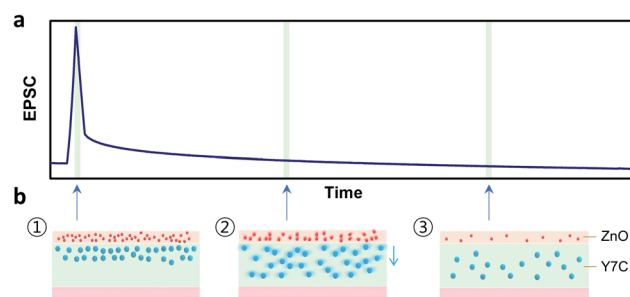 a
EPSC
Time
b
① ② ③
ZnO
Y7C